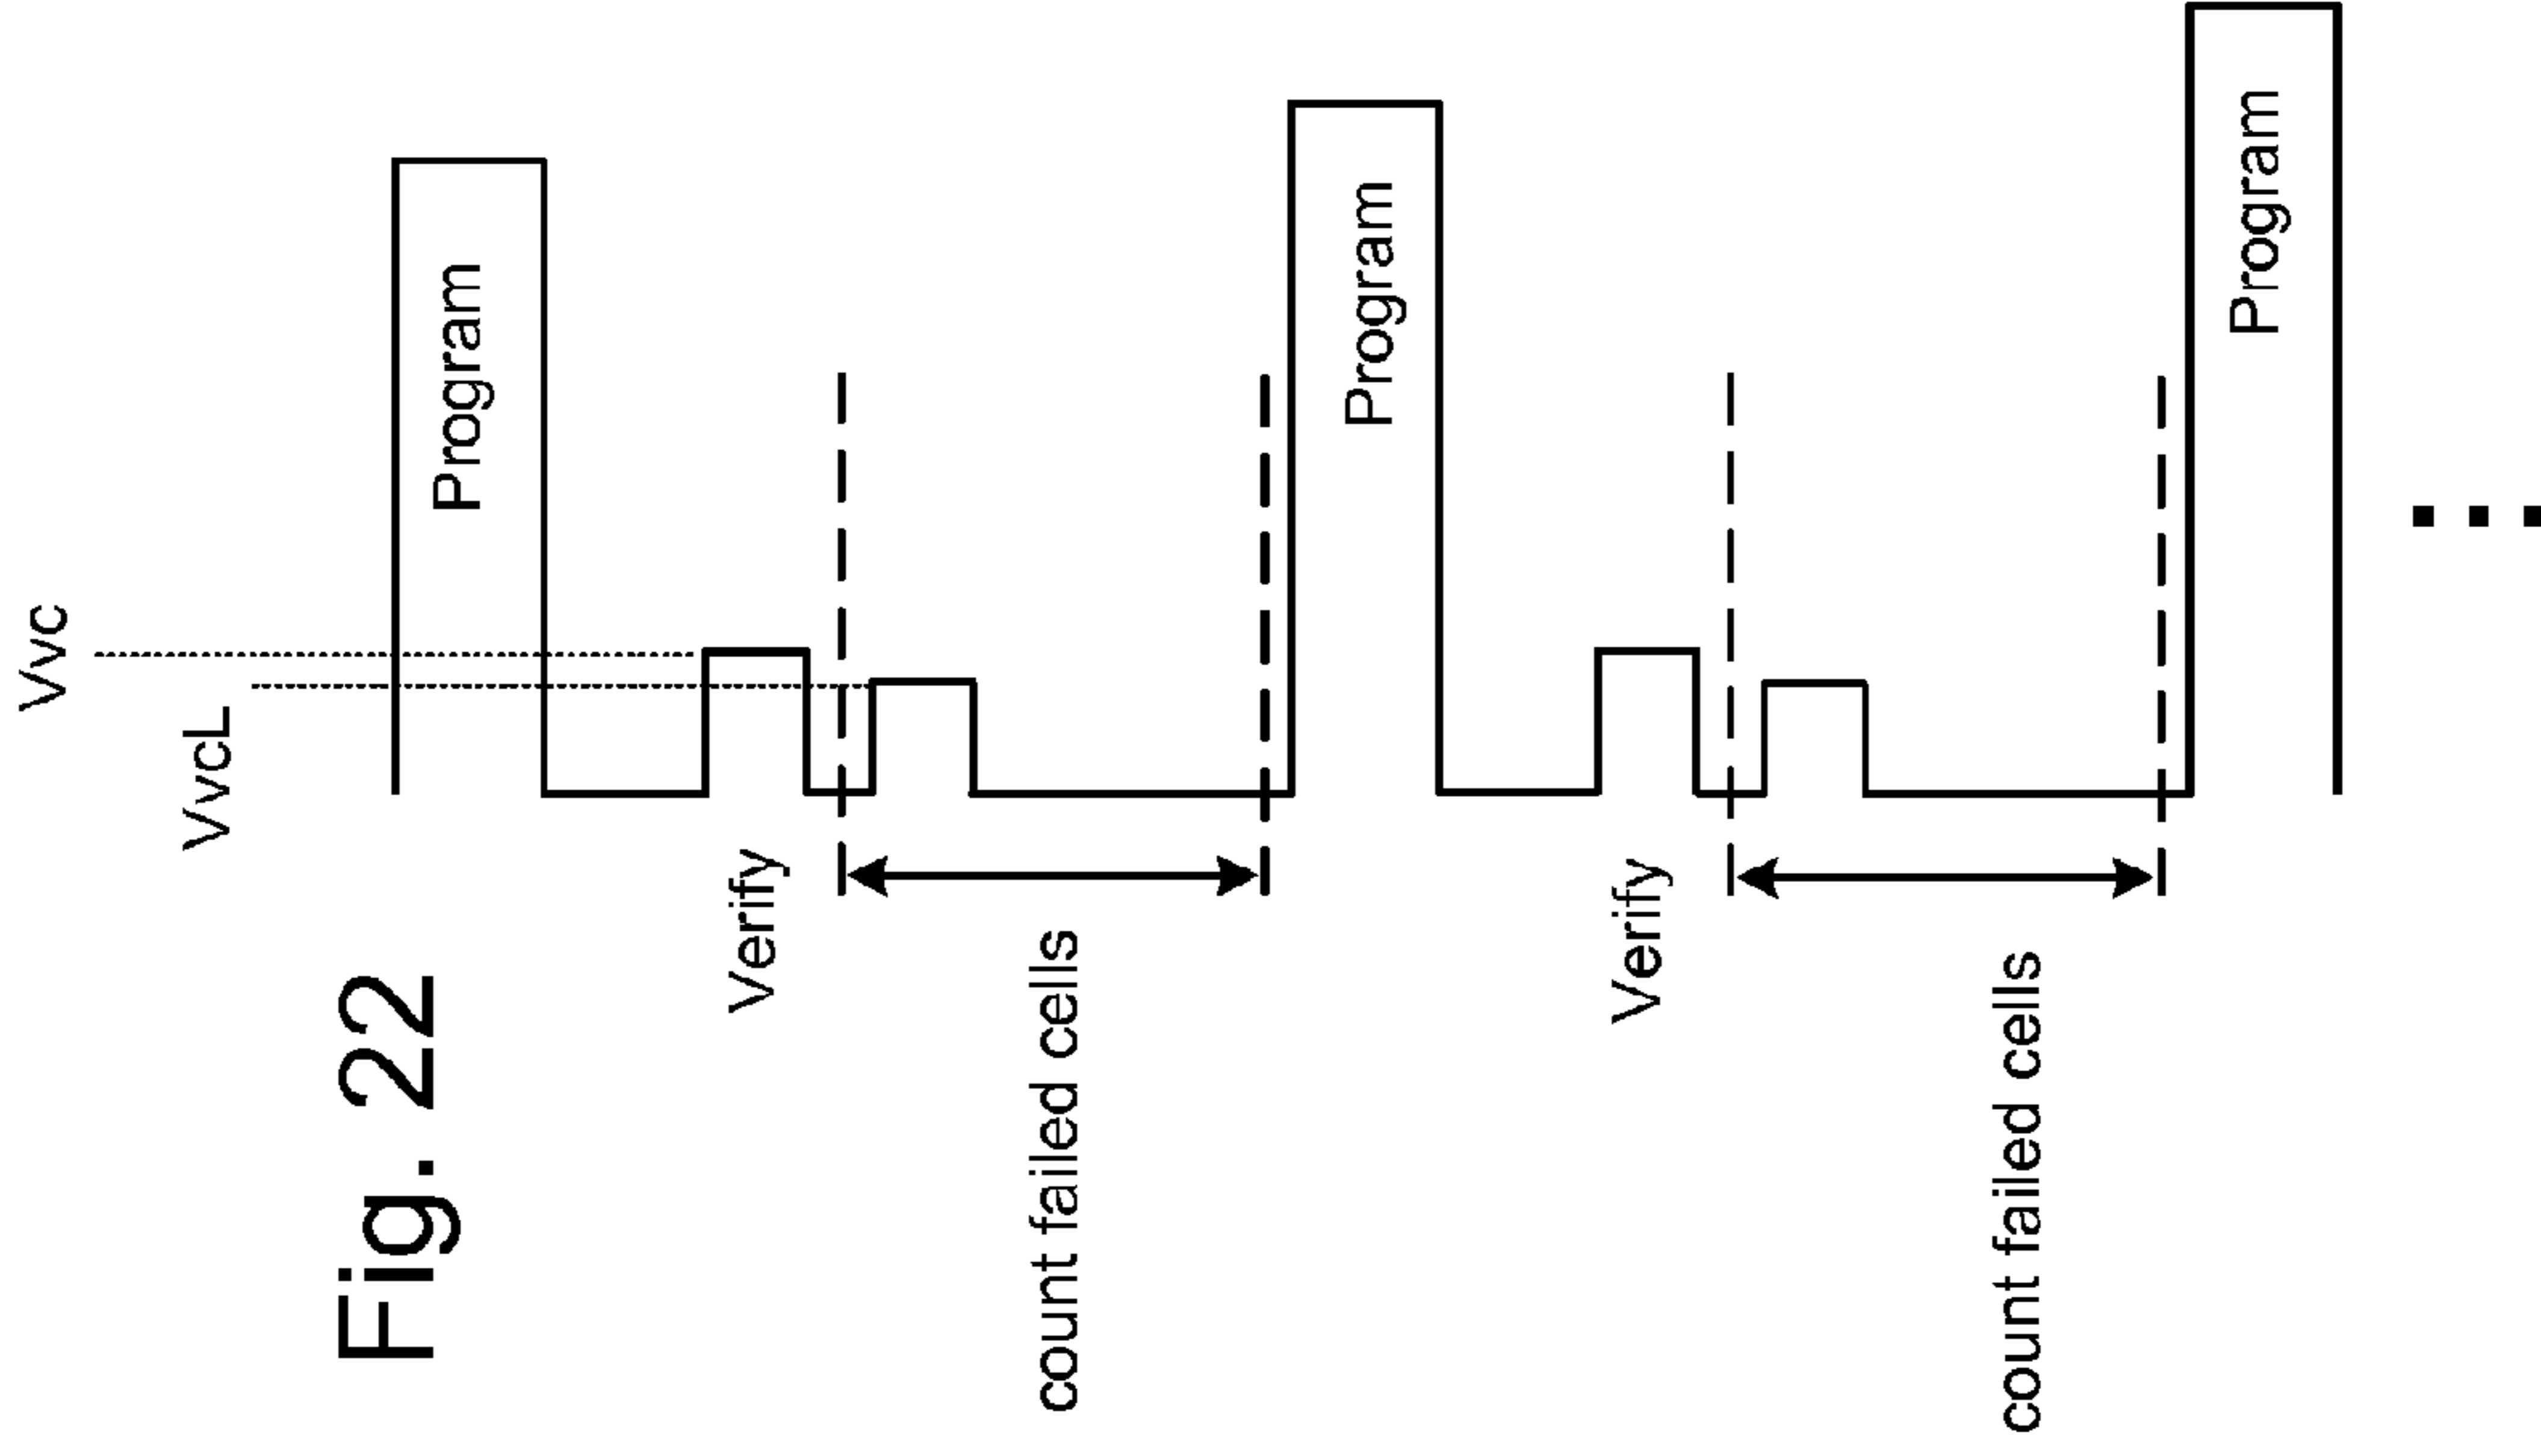 Vvc
VvcL
Program
Program
Program
Verify
Verify
count failed cells
count failed cells
Fig. 22